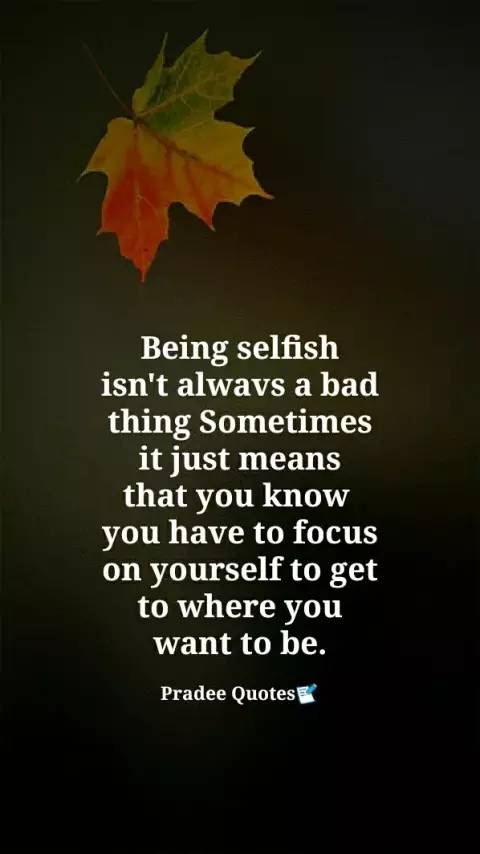 Being selfish
isn't alwavs a bad
thing Sometimes
it just means
that you know
you have to focus
on yourself to get
to where you
want to be.
Pradee Quotes📝